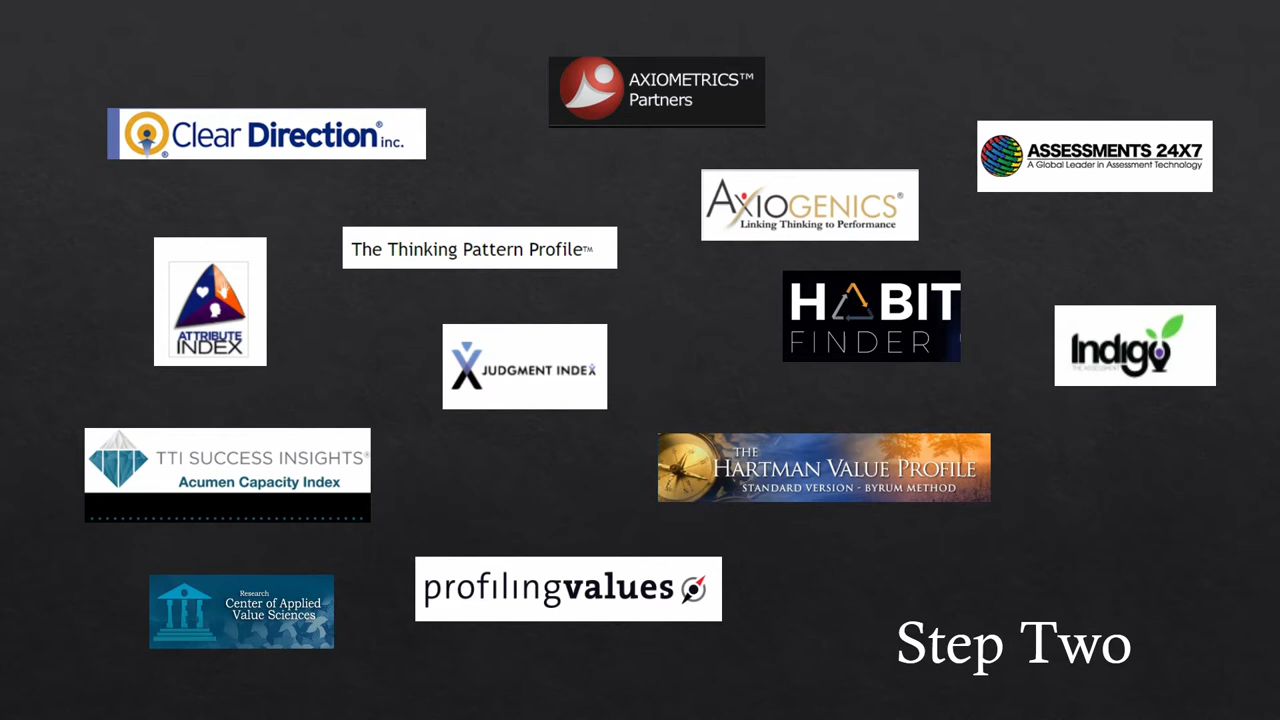 AXIOMETRICS™
Partners
Clear Direction® inc.
®
ASSESSMENTS 24X7
A Global Leader in Assessment Technology
AXIOGENICS®
Linking Thinking to Performance
The Thinking Pattern Profile™
ATTRIBUTE
INDEX
HABIT
FINDER
Indigo
THE ASSESSMENT
JUDGMENT INDEX
TTI SUCCESS INSIGHTS®
Acumen Capacity Index
THE
HARTMAN VALUE PROFILE
STANDARD VERSION - BYRUM METHOD
profilingvalues
Research
Center of Applied
Value Sciences
Step Two